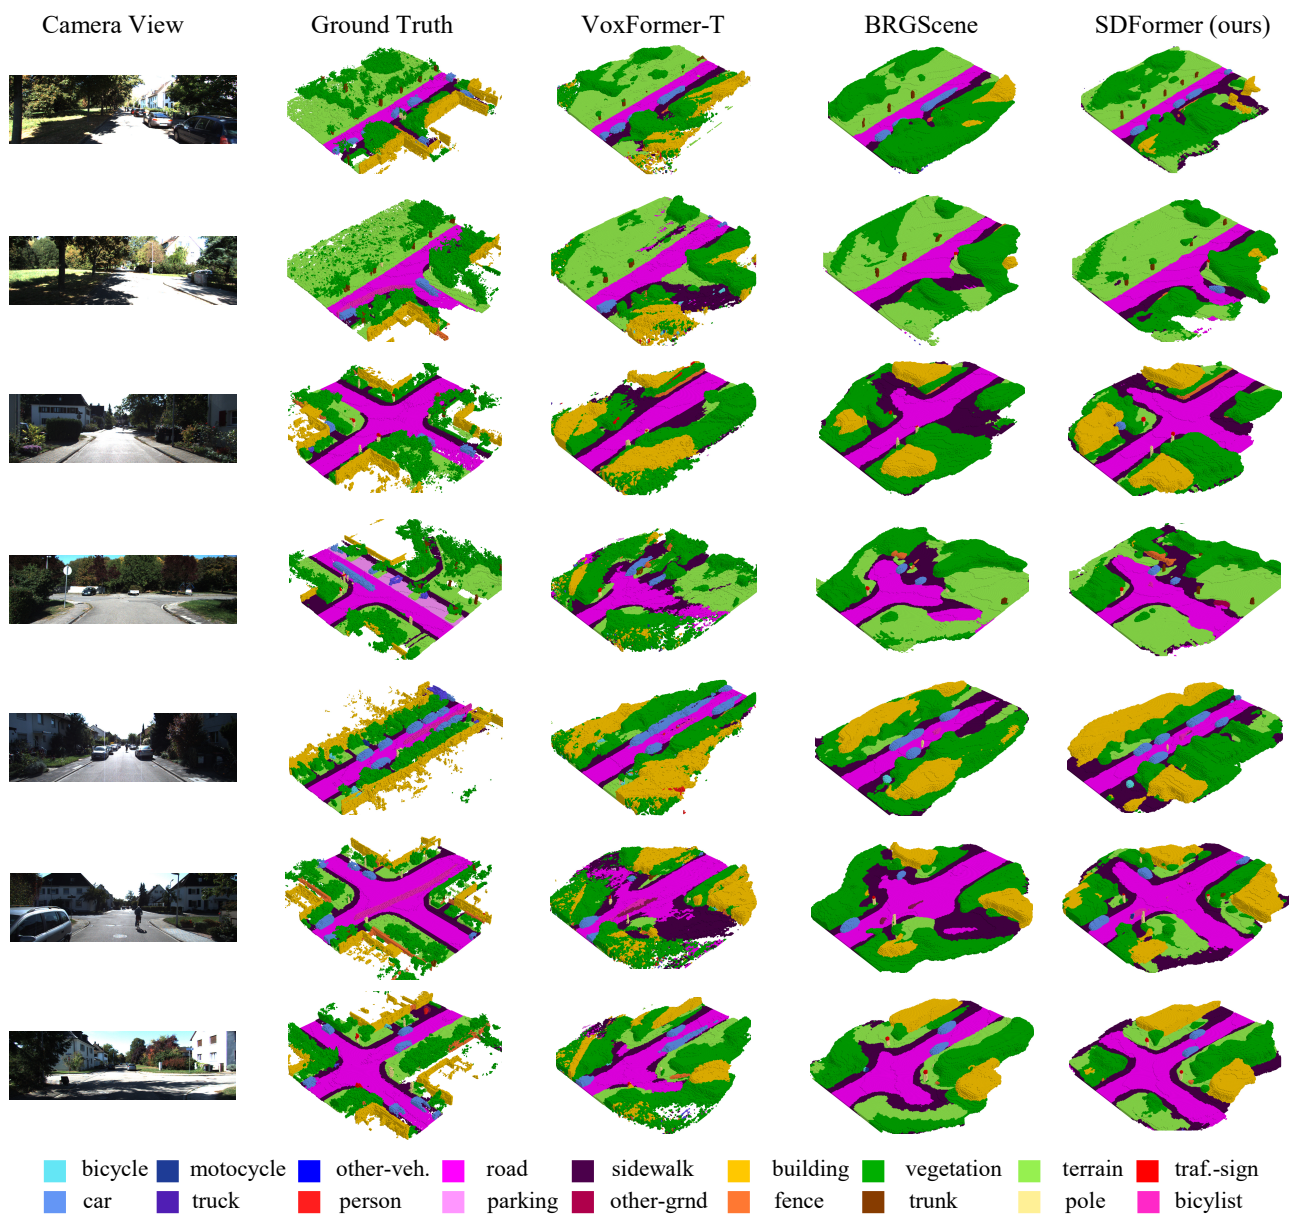 Camera View Ground Truth VoxFormer-T BRGScene SDFormer (ours)
bicycle motocycle other-veh. road sidewalk building vegetation terrain traf.-sign
car truck person parking other-grnd fence trunk pole bicylist